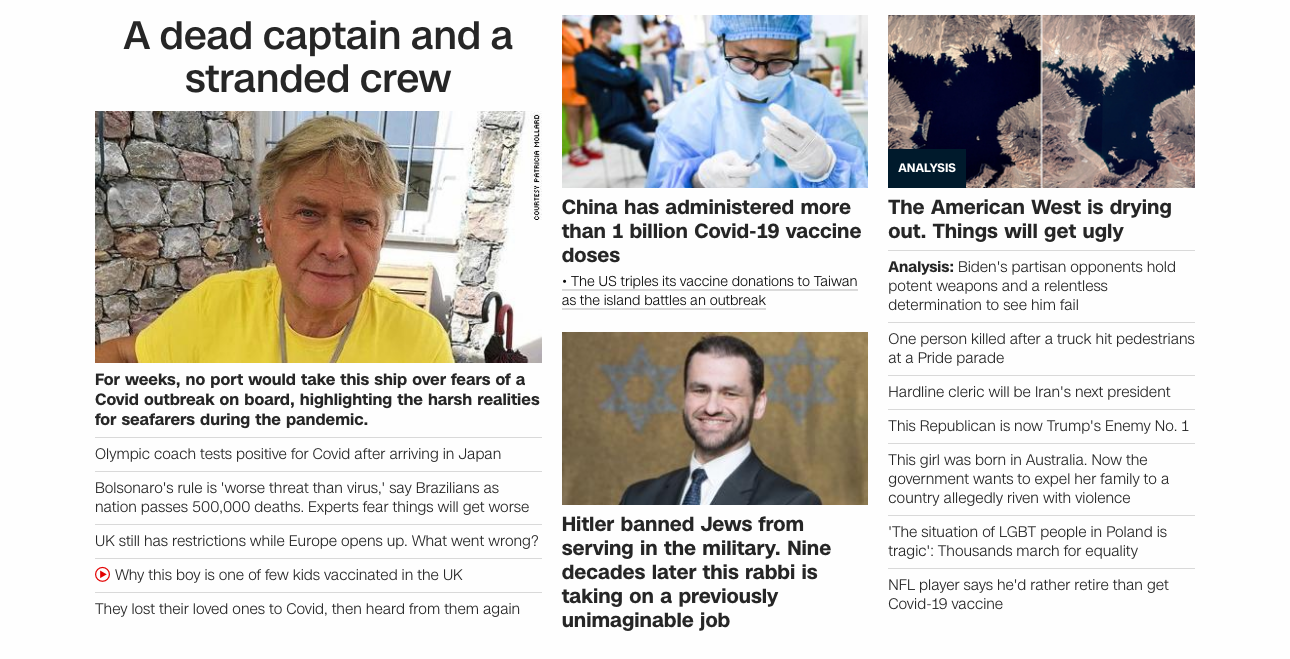 A dead captain and a
stranded crew
COURTESY PATRICIA MOLLARD
For weeks, no port would take this ship over fears of a
Covid outbreak on board, highlighting the harsh realities
for seafarers during the pandemic.
Olympic coach tests positive for Covid after arriving in Japan
Bolsonaro's rule is 'worse threat than virus,' say Brazilians as
nation passes 500,000 deaths. Experts fear things will get worse
UK still has restrictions while Europe opens up. What went wrong?
Why this boy is one of few kids vaccinated in the UK
They lost their loved ones to Covid, then heard from them again
China has administered more
than 1 billion Covid-19 vaccine
doses
• The US triples its vaccine donations to Taiwan
as the island battles an outbreak
Hitler banned Jews from
serving in the military. Nine
decades later this rabbi is
taking on a previously
unimaginable job
ANALYSIS
The American West is drying
out. Things will get ugly
Analysis: Biden's partisan opponents hold
potent weapons and a relentless
determination to see him fail
One person killed after a truck hit pedestrians
at a Pride parade
Hardline cleric will be Iran's next president
This Republican is now Trump's Enemy No. 1
This girl was born in Australia. Now the
government wants to expel her family to a
country allegedly riven with violence
'The situation of LGBT people in Poland is
tragic': Thousands march for equality
NFL player says he'd rather retire than get
Covid-19 vaccine